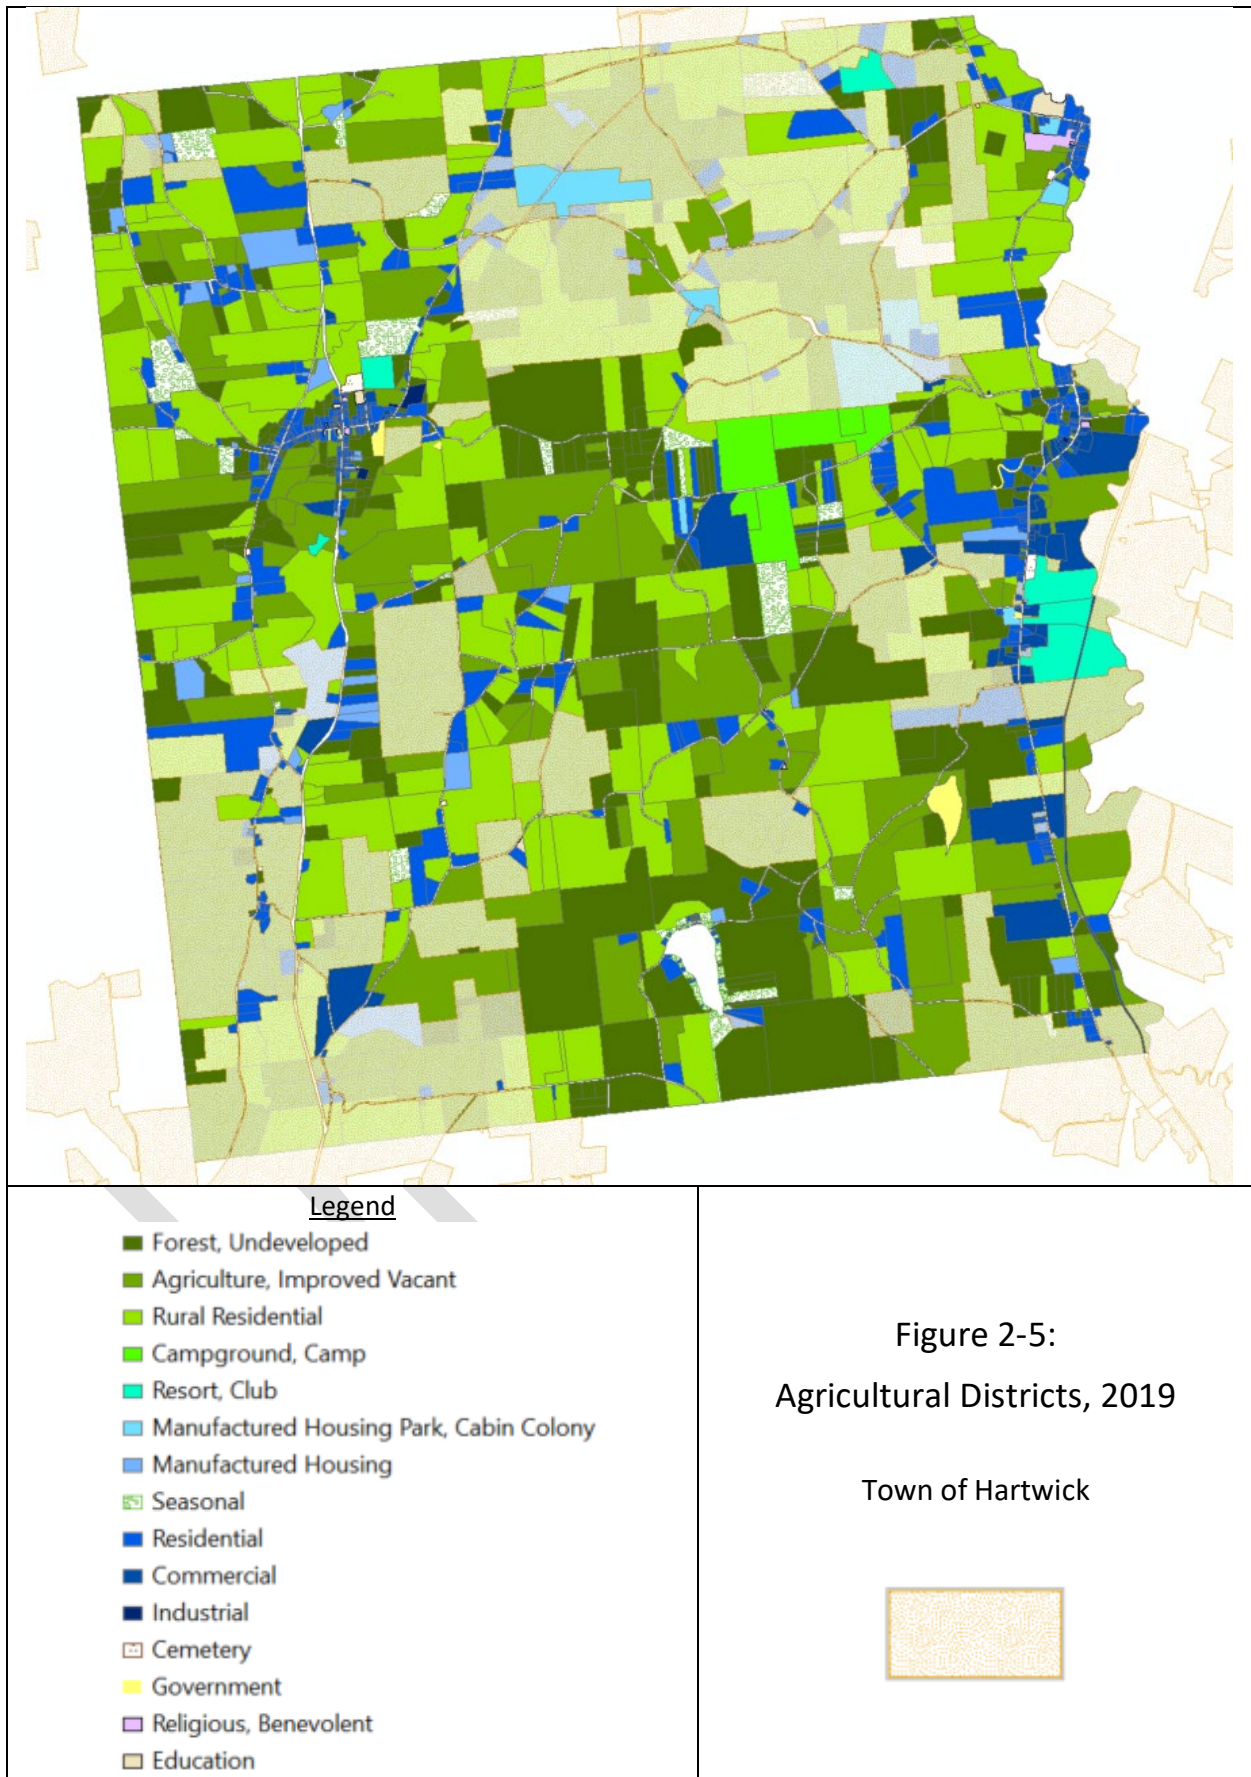 Legend
Forest, Undeveloped
Agriculture, Improved Vacant
Rural Residential
Campground, Camp
Resort, Club
Manufactured Housing Park, Cabin Colony
Manufactured Housing
Seasonal
Residential
Commercial
Industrial
Cemetery
Government
Religious, Benevolent
Education
Figure 2-5:
Agricultural Districts, 2019
Town of Hartwick